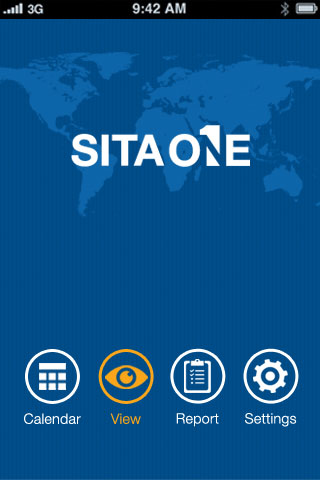 3G 9:42 AM
SITA ONE
Calendar View Report Settings